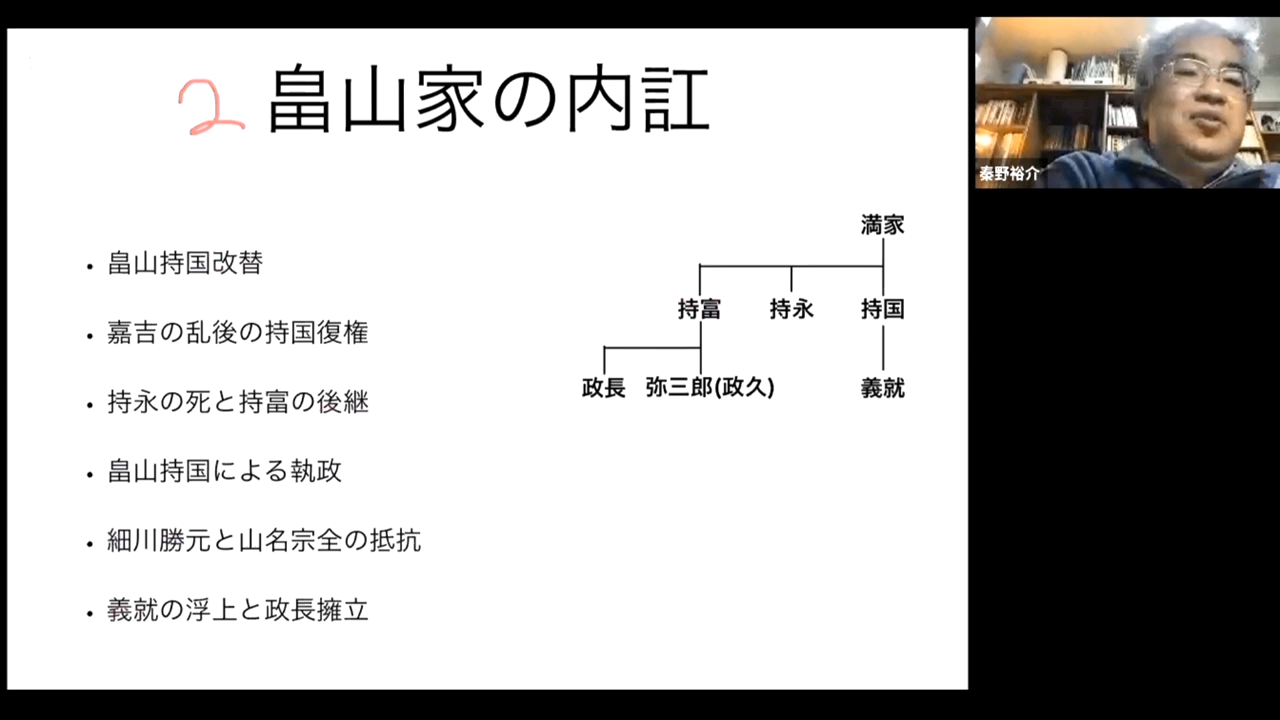 2 畠山家の内訌
・畠山持国改替
・嘉吉の乱後の持国復権
・持永の死と持富の後継
・畠山持国による執政
・細川勝元と山名宗全の抵抗
・義就の浮上と政長擁立
満家
持富 持永 持国
政長 弥三郎(政久) 義就
秦野裕介